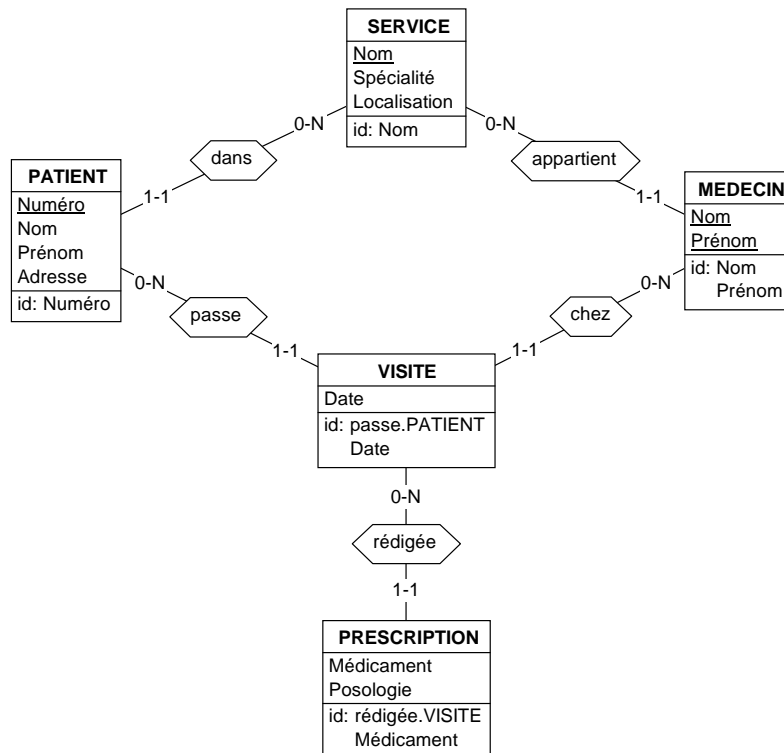 SERVICE
Nom
Spécialité
Localisation
id: Nom
0-N
0-N
dans
appartient
1-1
1-1
PATIENT
Numéro
Nom
Prénom
Adresse
id: Numéro
MEDECIN
Nom
Prénom
id: Nom
Prénom
0-N
0-N
passe
chez
1-1
1-1
VISITE
Date
id: passe.PATIENT
Date
0-N
rédigée
1-1
PRESCRIPTION
Médicament
Posologie
id: rédigée.VISITE
Médicament